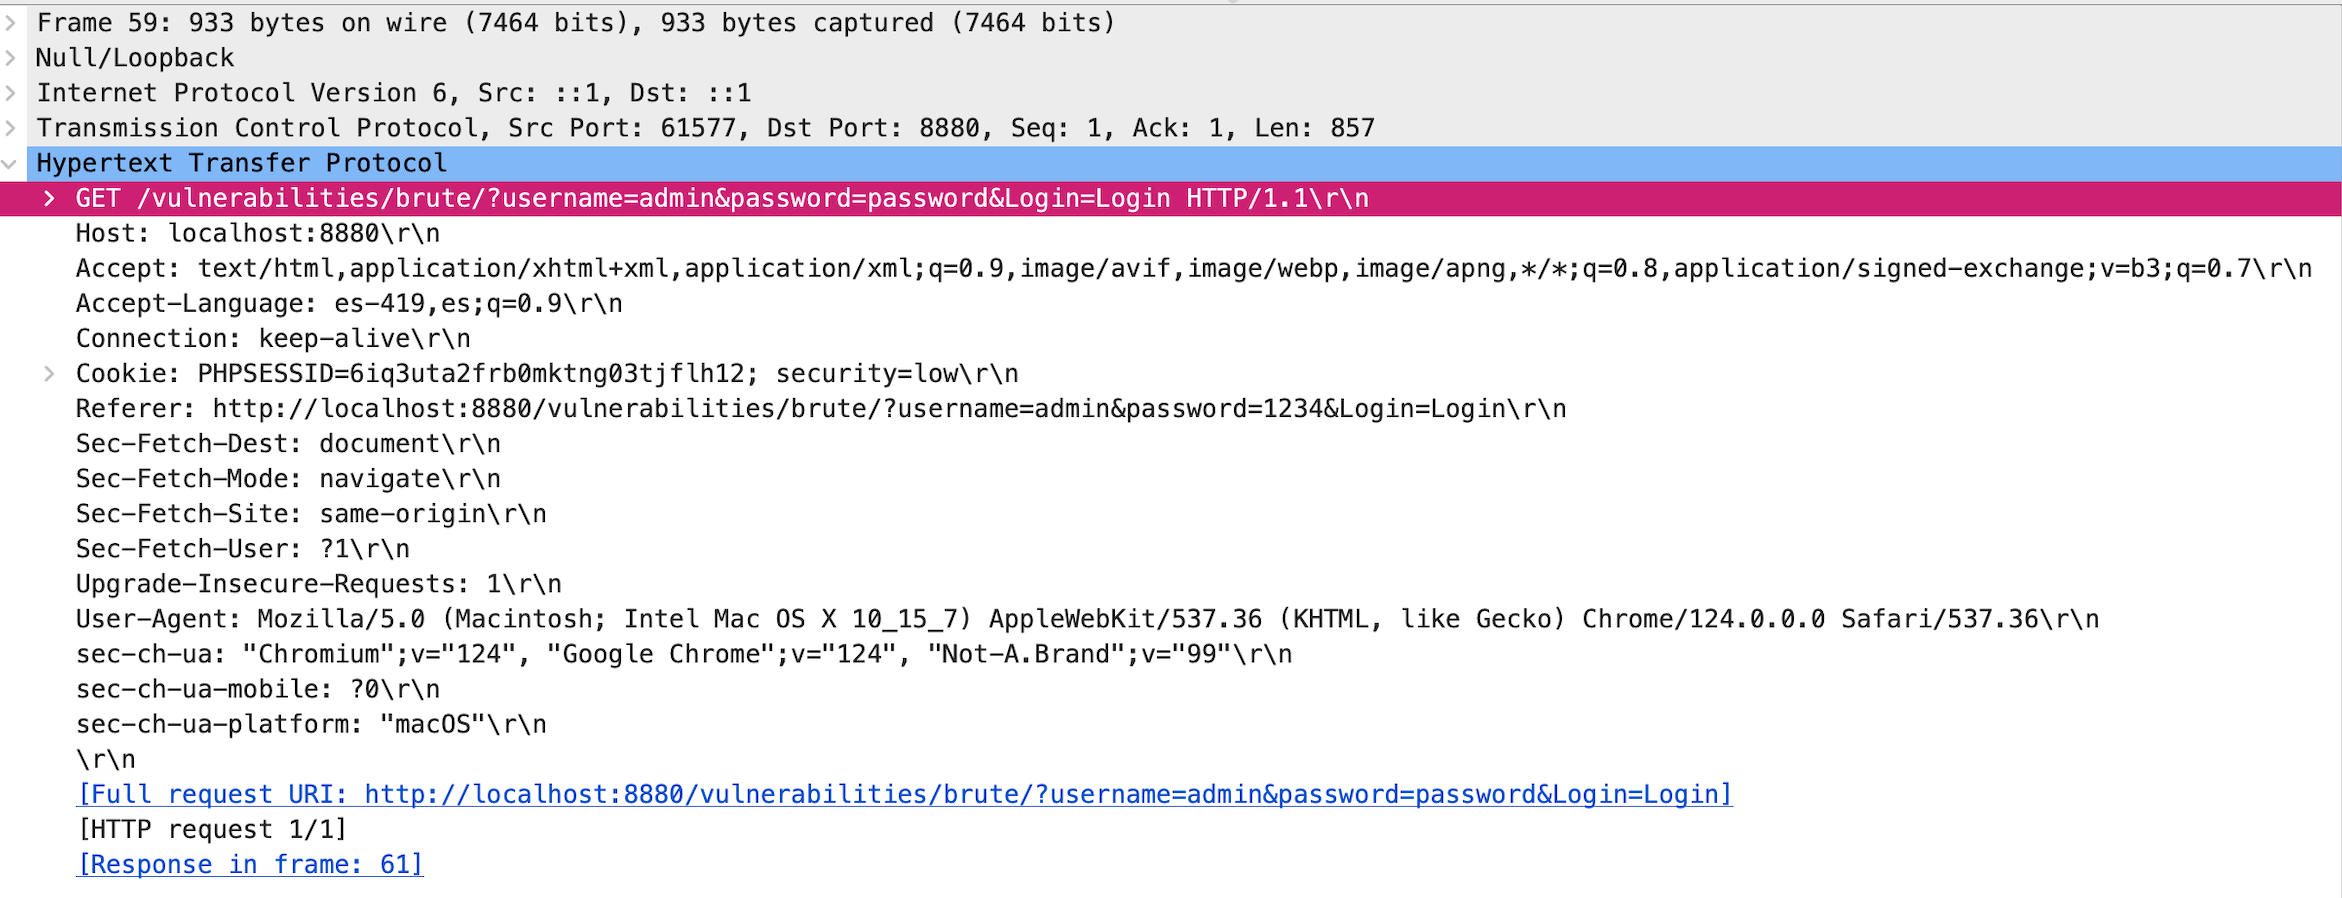 Frame 59: 933 bytes on wire (7464 bits), 933 bytes captured (7464 bits)
Null/Loopback
Internet Protocol Version 6, Src: ::1, Dst: ::1
Transmission Control Protocol, Src Port: 61577, Dst Port: 8880, Seq: 1, Ack: 1, Len: 857
Hypertext Transfer Protocol
GET /vulnerabilities/brute/?username=admin&password=password&Login=Login HTTP/1.1\r\n
Host: localhost:8880\r\n
Accept: text/html,application/xhtml+xml,application/xml;q=0.9,image/avif,image/webp,image/apng,*/*;q=0.8,application/signed-exchange;v=b3;q=0.7\r\n
Accept-Language: es-419,es;q=0.9\r\n
Connection: keep-alive\r\n
Cookie: PHPSESSID=6iq3uta2frb0mktng03tjflh12; security=low\r\n
Referer: http://localhost:8880/vulnerabilities/brute/?username=admin&password=1234&Login=Login\r\n
Sec-Fetch-Dest: document\r\n
Sec-Fetch-Mode: navigate\r\n
Sec-Fetch-Site: same-origin\r\n
Sec-Fetch-User: ?1\r\n
Upgrade-Insecure-Requests: 1\r\n
User-Agent: Mozilla/5.0 (Macintosh; Intel Mac OS X 10_15_7) AppleWebKit/537.36 (KHTML, like Gecko) Chrome/124.0.0.0 Safari/537.36\r\n
sec-ch-ua: "Chromium";v="124", "Google Chrome";v="124", "Not-A.Brand";v="99"\r\n
sec-ch-ua-mobile: ?0\r\n
sec-ch-ua-platform: "macOS"\r\n
\r\n
[Full request URI: http://localhost:8880/vulnerabilities/brute/?username=admin&password=password&Login=Login]
[HTTP request 1/1]
[Response in frame: 61]